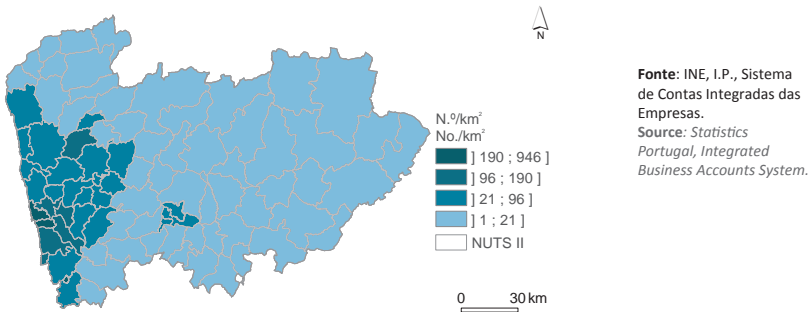 N
N.º/km²
No./km²
] 190 ; 946 ]
] 96 ; 190 ]
] 21 ; 96 ]
] 1 ; 21 ]
NUTS II
0 30 km
Fonte: INE, I.P., Sistema
de Contas Integradas das
Empresas.
Source: Statistics
Portugal, Integrated
Business Accounts System.